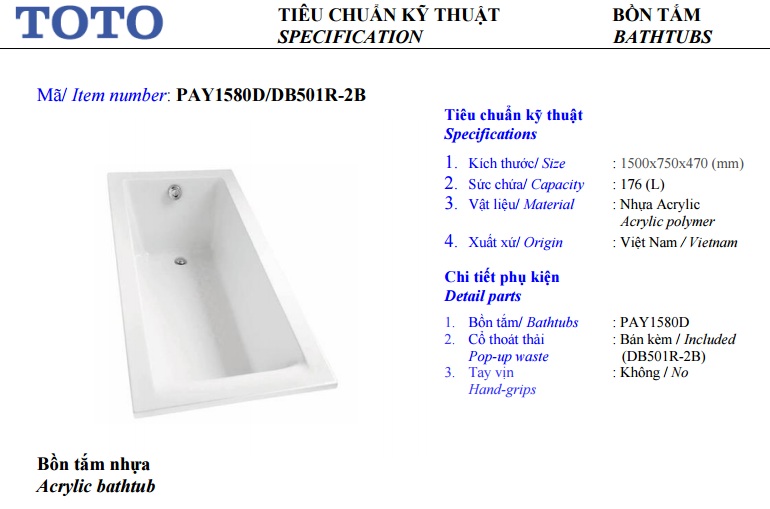 TOTO
TIÊU CHUẨN KỸ THUẬT
SPECIFICATION
BỒN TẮM
BATHTUBS
Mã/ Item number: PAY1580D/DB501R-2B
Tiêu chuẩn kỹ thuật
Specifications
1. Kích thước/ Size : 1500x750x470 (mm)
2. Sức chứa/ Capacity : 176 (L)
3. Vật liệu/ Material : Nhựa Acrylic
Acrylic polymer
4. Xuất xứ/ Origin : Việt Nam / Vietnam
Chi tiết phụ kiện
Detail parts
1. Bồn tắm/ Bathtubs : PAY1580D
2. Cổ thoát thải : Bán kèm / Included
Pop-up waste (DB501R-2B)
3. Tay vịn : Không / No
Hand-grips
Bồn tắm nhựa
Acrylic bathtub